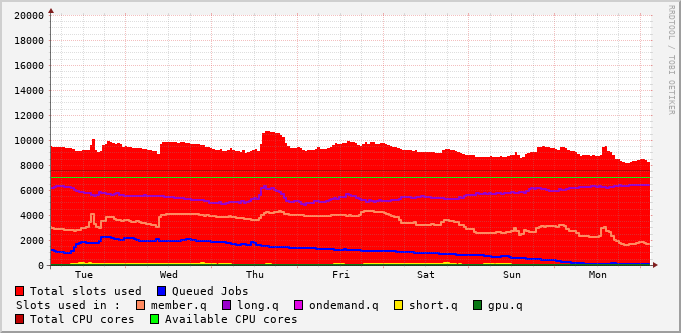 20000
18000
16000
14000
12000
10000
8000
6000
4000
2000
0
Tue Wed Thu Fri Sat Sun Mon
RRDTOOL / TOBI OETIKER
Total slots used Queued Jobs
Slots used in : member.q long.q ondemand.q short.q gpu.q
Total CPU cores Available CPU cores